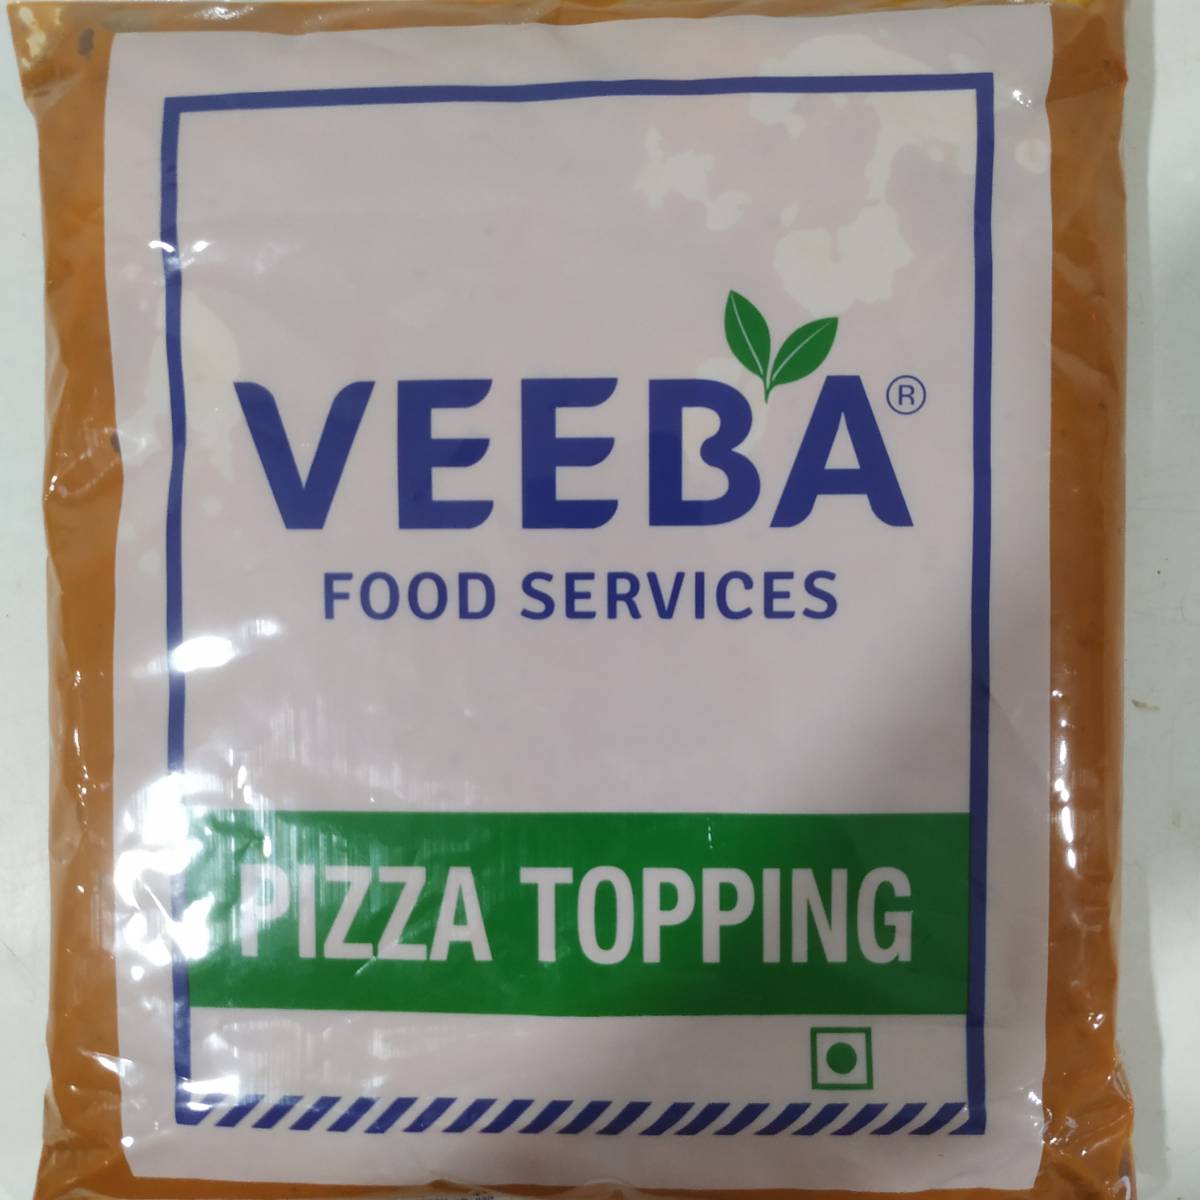 VEEBA®
FOOD SERVICES
PIZZA TOPPING